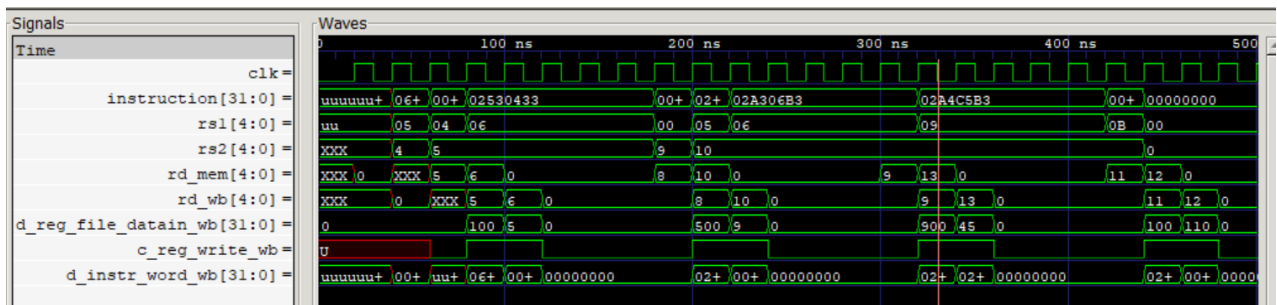 Signals Waves
Time 0 100 ns 200 ns 300 ns 400 ns 500
clk=
instruction[31:0] = uuuuuu+ 06+ 00+ 02530433 00+ 02+ 02A306B3 02A4C5B3 00+ 00000000
rs1[4:0] = uu 05 04 06 00 05 06 09 0B 00
rs2[4:0] = XXX 4 5 9 10 0
rd_mem[4:0] = XXX 0 XXX 5 6 0 8 10 0 9 13 0 11 12 0
rd_wb[4:0] = XXX 0 XXX 5 6 0 8 10 0 9 13 0 11 12 0
d_reg_file_datain_wb[31:0] = 0 100 5 0 500 9 0 900 45 0 100 110 0
c_reg_write_wb= U
d_instr_word_wb[31:0] = uuuuuu+ 00+ uu+ 06+ 00+ 00000000 02+ 00+ 00000000 02+ 02+ 00000000 02+ 00+ 0000